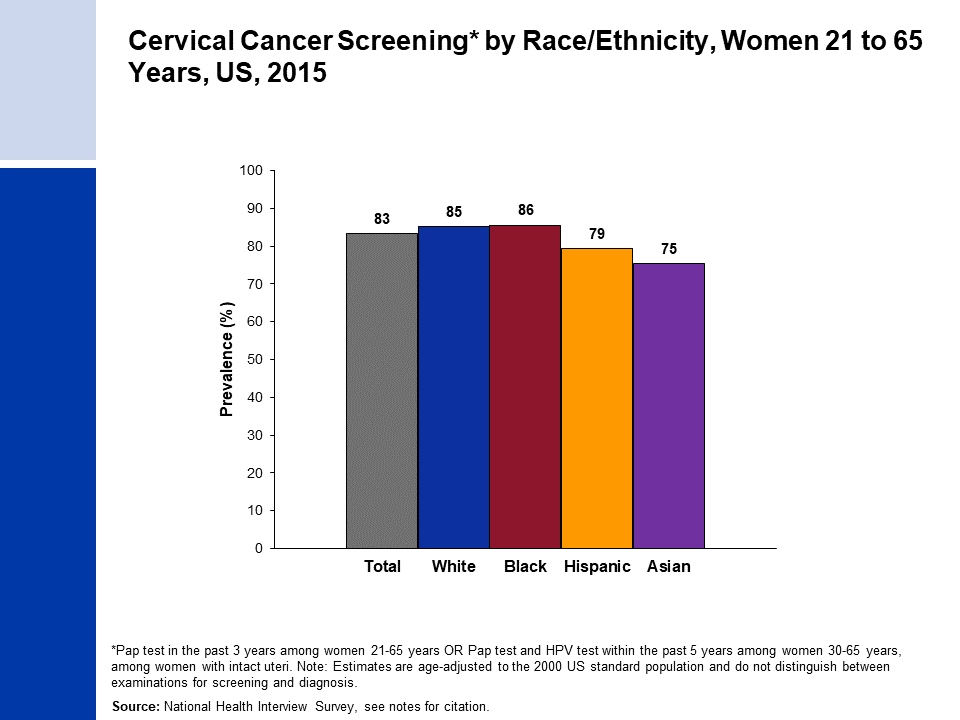 Cervical Cancer Screening* by Race/Ethnicity, Women 21 to 65
Years, US, 2015
100
90
80
70
60
50
40
30
20
10
0
Prevalence (%)
83
85
86
79
75
Total
White
Black
Hispanic
Asian
*Pap test in the past 3 years among women 21-65 years OR Pap test and HPV test within the past 5 years among women 30-65 years,
among women with intact uteri. Note: Estimates are age-adjusted to the 2000 US standard population and do not distinguish between
examinations for screening and diagnosis.
Source: National Health Interview Survey, see notes for citation.